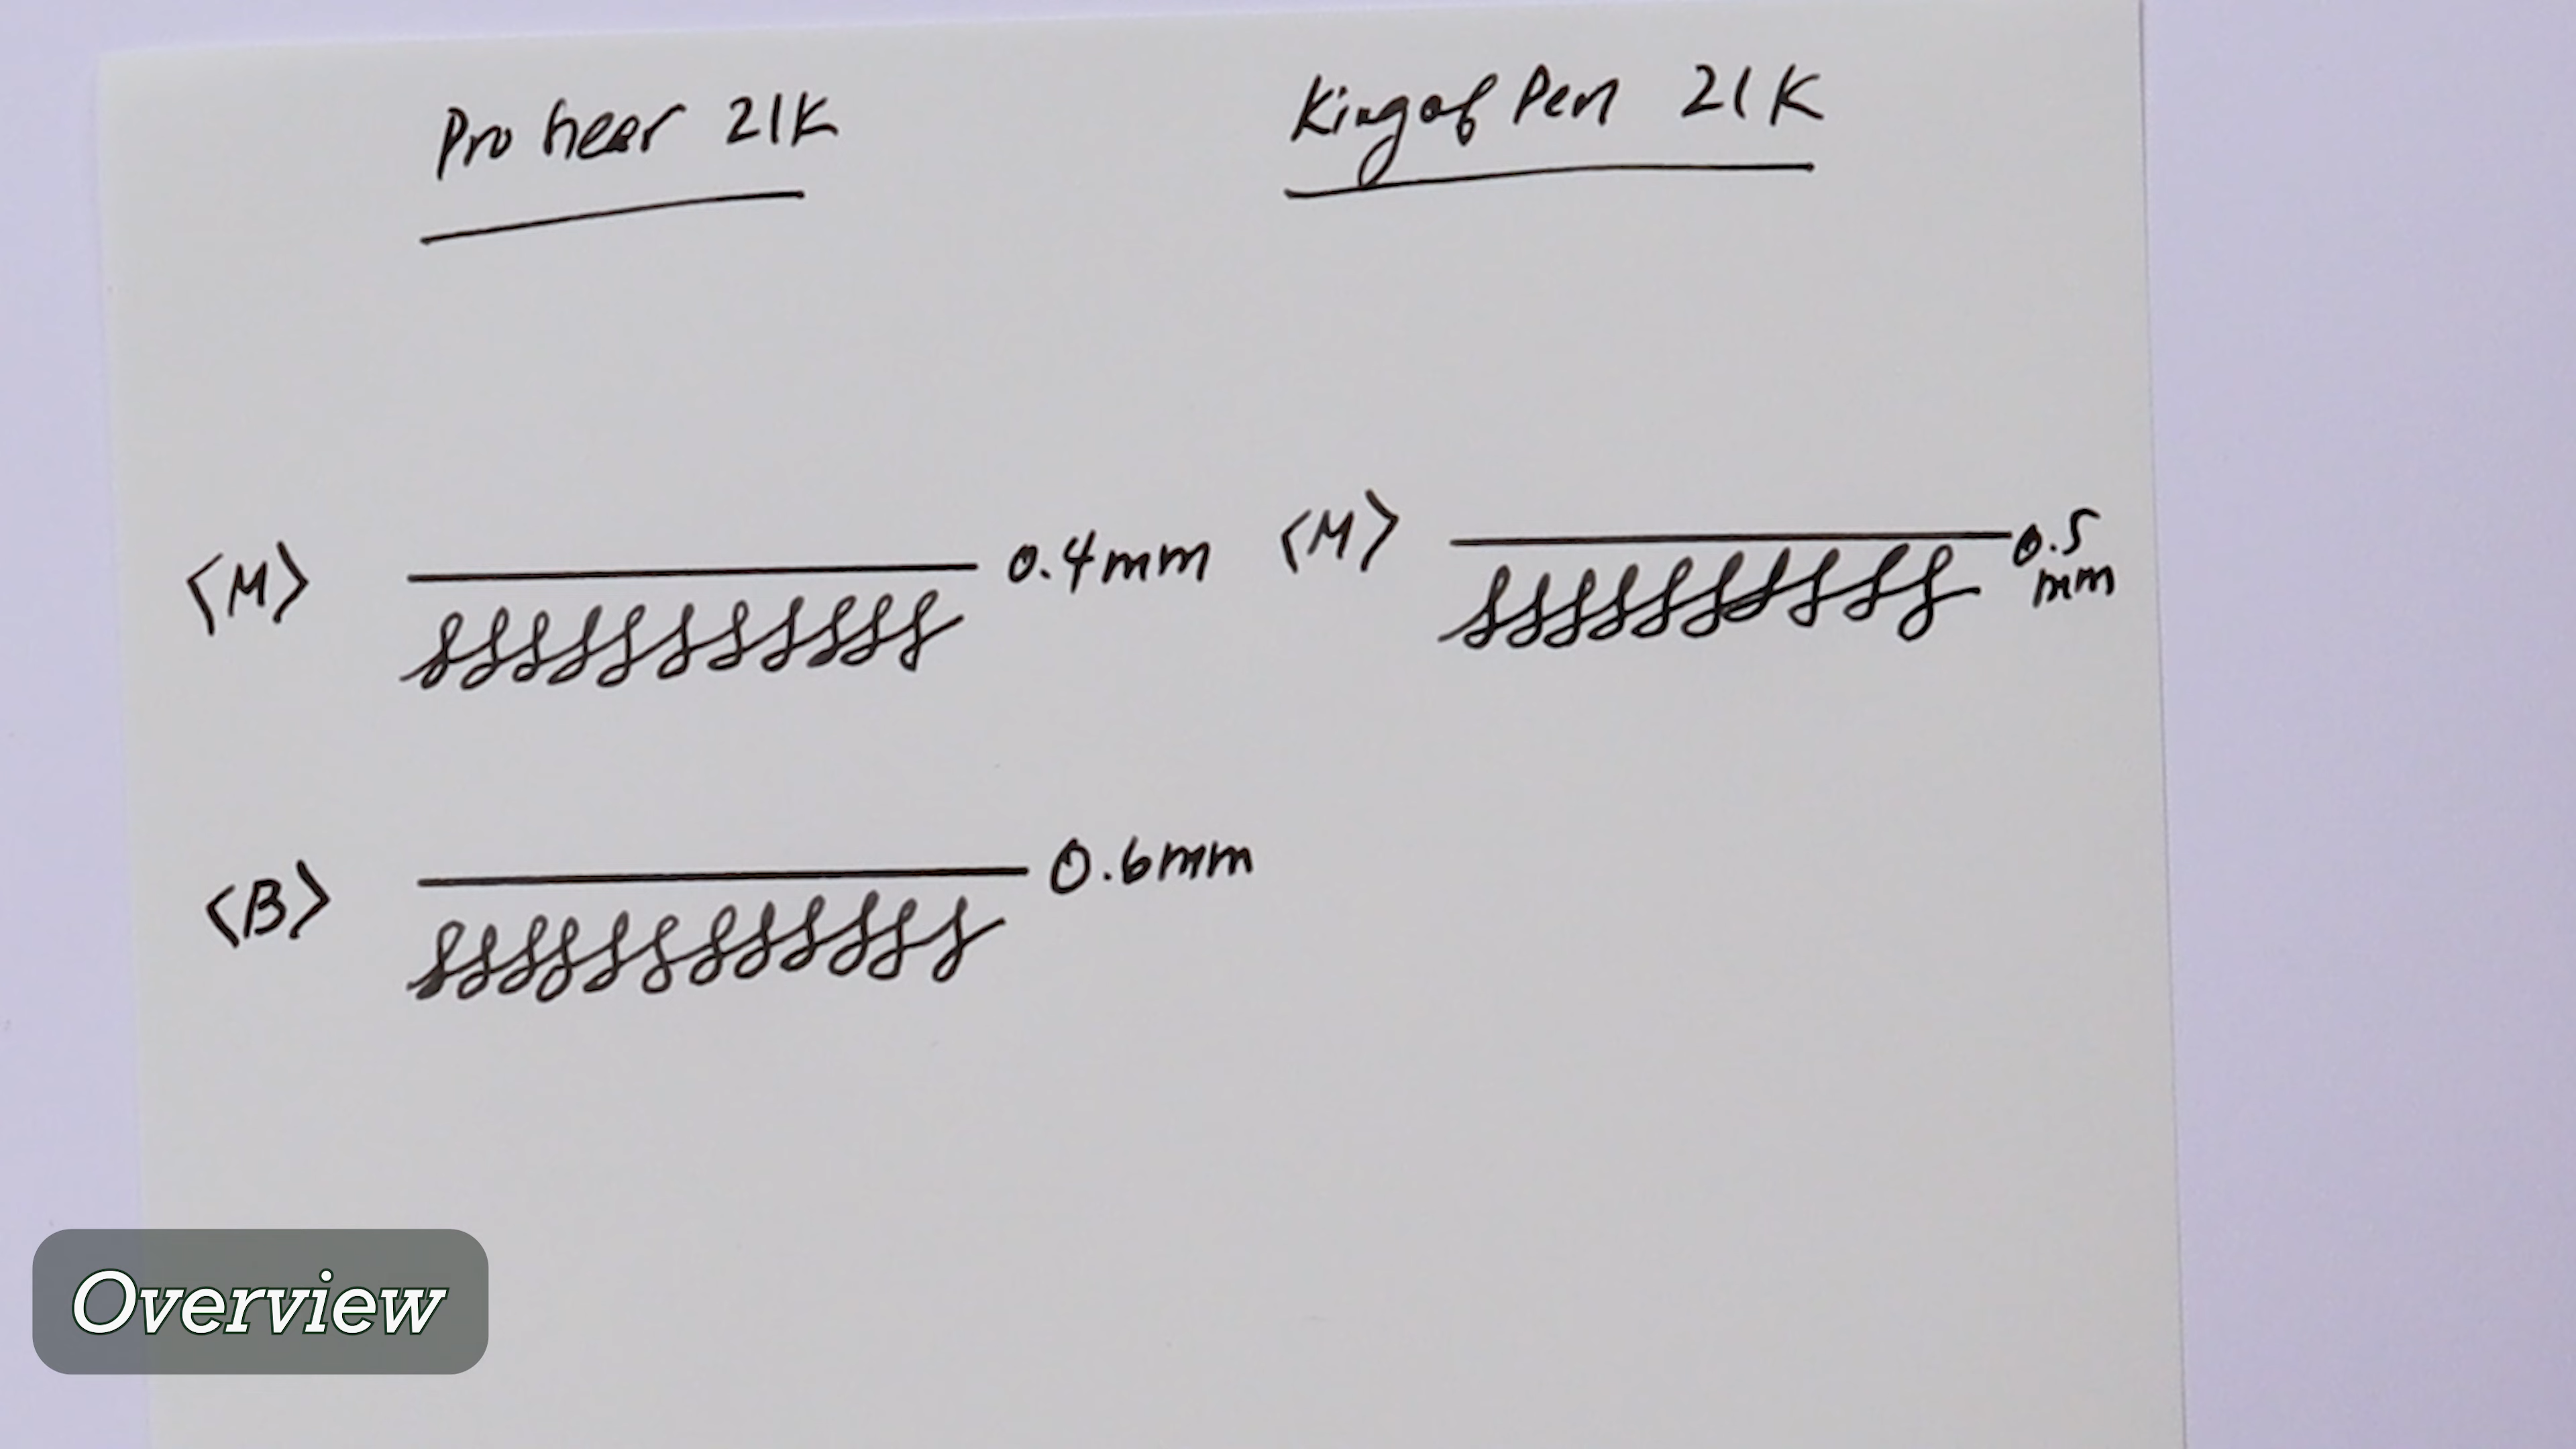 Pro Gear 21K
King of Pen 21K
<M> 0.4mm
<M> 0.5
mm
<B> 0.6mm
Overview